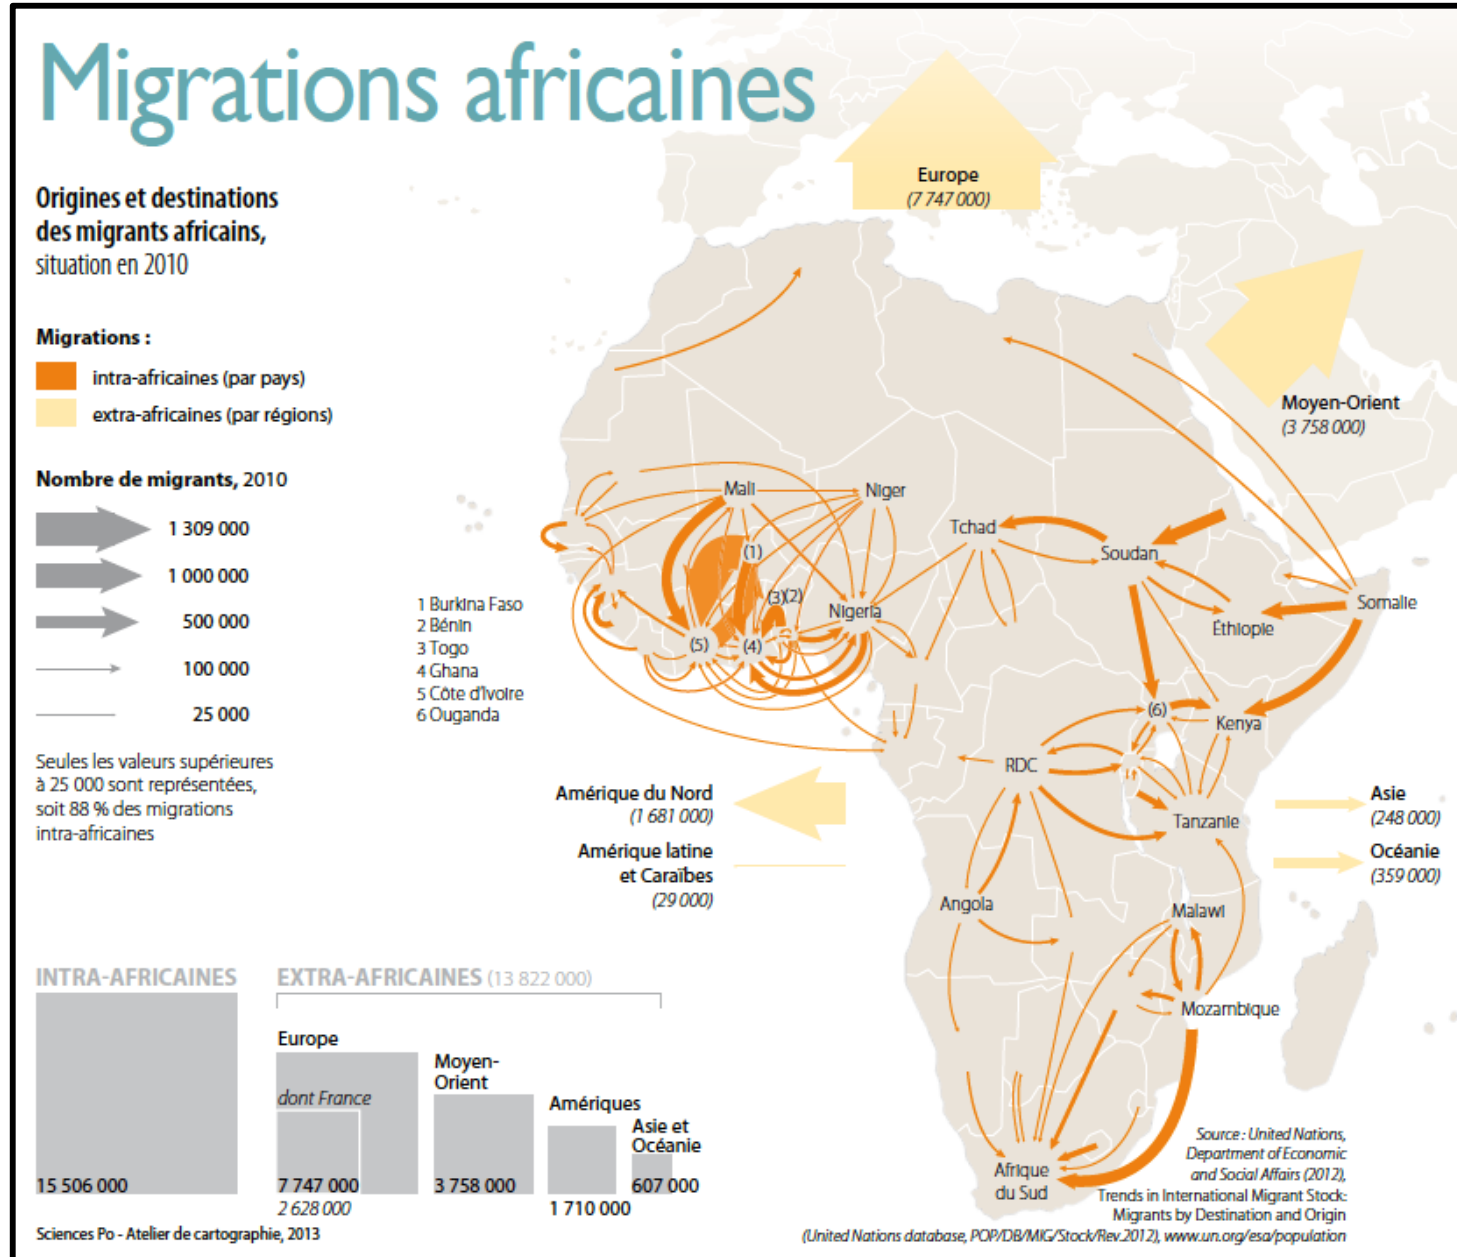 Migrations africaines
Origines et destinations
des migrants africains,
situation en 2010
Migrations :
intra-africaines (par pays)
extra-africaines (par régions)
Nombre de migrants, 2010
1 309 000
1 000 000
500 000
100 000
25 000
Seules les valeurs supérieures
à 25 000 sont représentées,
soit 88 % des migrations
intra-africaines
1 Burkina Faso
2 Bénin
3 Togo
4 Ghana
5 Côte d'Ivoire
6 Ouganda
Europe
(7 747 000)
Moyen-Orient
(3 758 000)
Mali
Niger
Tchad
Soudan
(1)
(3)
(2)
Nigeria
Somalie
Éthiopie
(5)
(4)
(6)
Kenya
RDC
Tanzanie
Amérique du Nord
(1 681 000)
Amérique latine
et Caraïbes
(29 000)
Asie
(248 000)
Océanie
(359 000)
Angola
Malawi
Mozambique
Afrique
du Sud
INTRA-AFRICAINES
15 506 000
EXTRA-AFRICAINES (13 822 000)
Europe
dont France
7 747 000
2 628 000
Moyen-
Orient
3 758 000
Amériques
1 710 000
Asie et
Océanie
607 000
Sciences Po - Atelier de cartographie, 2013
Source : United Nations,
Department of Economic
and Social Affairs (2012),
Trends in International Migrant Stock:
Migrants by Destination and Origin
(United Nations database, POP/DB/MIG/Stock/Rev.2012), www.un.org/esa/population